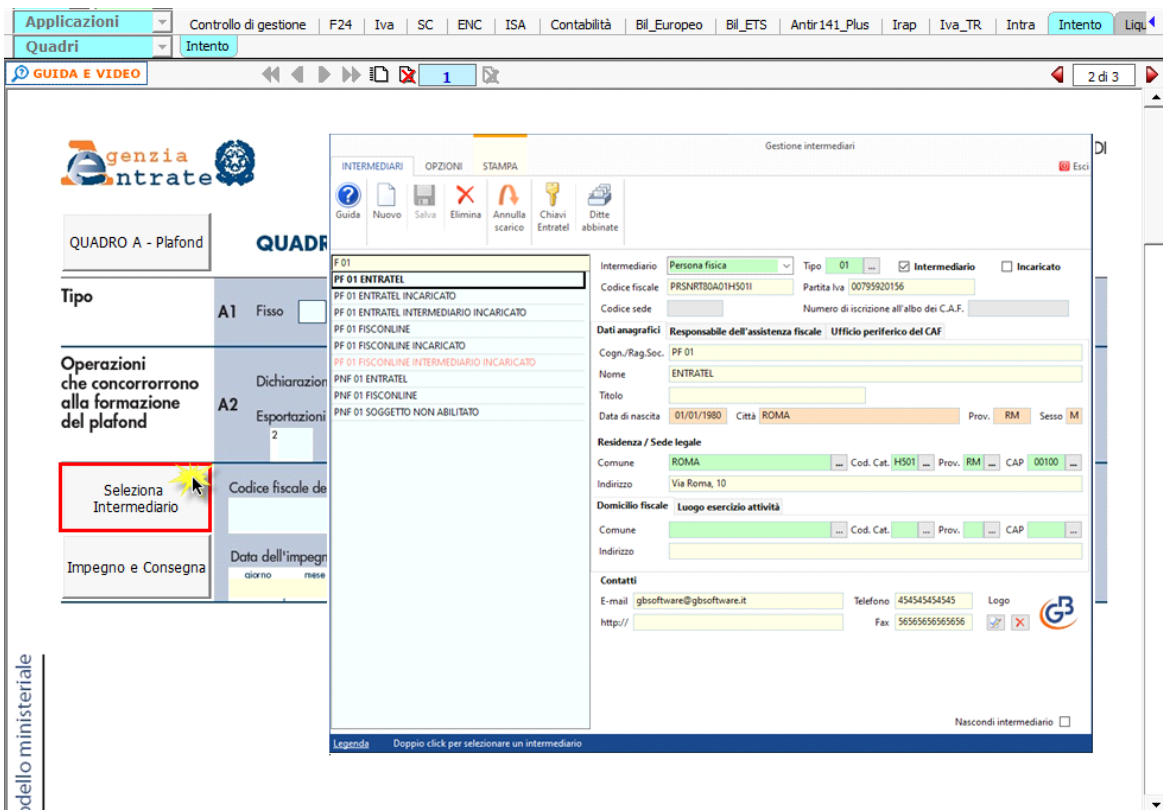 Applicazioni Controllo di gestione | F24 | Iva | SC | ENC | ISA | Contabilità | Bil_Europeo | Bil_ETS | Antir141_Plus | Irap | Iva_TR | Intra Intento
Quadri Intento
GUIDA E VIDEO 1 2 di 3
genzia
ntrate
DI
QUADRO A - Plafond
Tipo
A1 Fisso
Operazioni
che concorrorrono
alla formazione
del plafond
A2
Esportazioni
2
Seleziona
Intermediario
Codice fiscale
Impegno e Consegna
giorno mese
Gestione intermediari
INTERMEDIARI OPZIONI STAMPA Esci
Guida Nuovo Salva Elimina Annulla scarico Chiavi Entratel Ditte abbinate
F 01
PF 01 ENTRATEL
PF 01 ENTRATEL INCARICATO
PF 01 ENTRATEL INTERMEDIARIO INCARICATO
PF 01 FISCONLINE
PF 01 FISCONLINE INCARICATO
PF 01 FISCONLINE INTERMEDIARIO INCARICATO
PNF 01 ENTRATEL
PNF 01 FISCONLINE
PNF 01 SOGGETTO NON ABILITATO
Intermediario Persona fisica Tipo 01 ... Intermediario Incaricato
Codice fiscale PRSNRT80A01H501I Partita Iva 00795920156
Codice sede Numero di iscrizione all'albo dei C.A.F.
Dati anagrafici Responsabile dell'assistenza fiscale Ufficio periferico del CAF
Cogn./Rag.Soc. PF 01
Nome ENTRATEL
Titolo
Data di nascita 01/01/1980 Città ROMA Prov. RM Sesso M
Residenza / Sede legale
Comune ROMA ... Cod. Cat. H501 ... Prov. RM ... CAP 00100 ...
Indirizzo Via Roma, 10
Domicilio fiscale Luogo esercizio attività
Comune ... Cod. Cat. ... Prov. ... CAP ...
Indirizzo
Contatti
E-mail gbsoftware@gbsoftware.it Telefono 454545454545 Logo
http:// Fax 56565656565656
GB
Nascondi intermediario
Legenda Doppio click per selezionare un intermediario
ministeriale